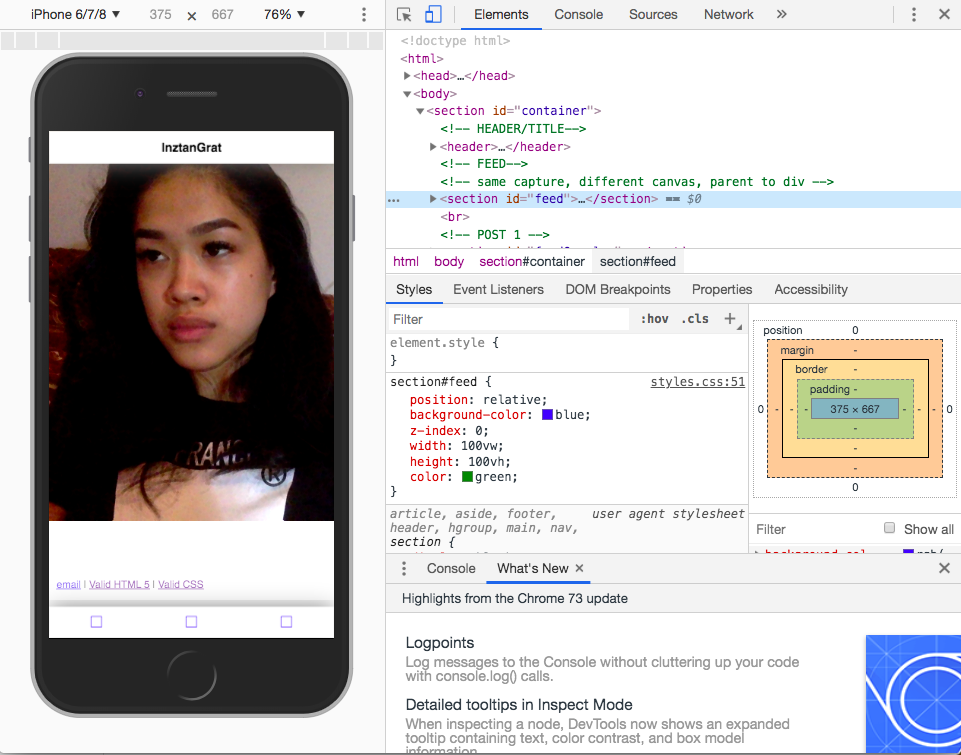 iPhone 6/7/8 ▼ 375 × 667 76% ▼
Elements Console Sources Network »
<!doctype html>
<html>
▶<head>…</head>
▼<body>
▼<section id="container">
<!-- HEADER/TITLE-->
▶<header>…</header>
<!-- FEED-->
<!-- same capture, different canvas, parent to div -->
… ▶<section id="feed">…</section> == $0
<br>
<!-- POST 1 -->
html body section#container section#feed
Styles Event Listeners DOM Breakpoints Properties Accessibility
Filter :hov .cls +
element.style {
}
section#feed { styles.css:51
position: relative;
background-color: blue;
z-index: 0;
width: 100vw;
height: 100vh;
color: green;
}
article, aside, footer, user agent stylesheet
header, hgroup, main, nav,
section {
position 0
margin -
border -
padding -
0 - - - 375 × 667 - - - 0
-
-
-
0
Filter Show all
Console What's New ×
Highlights from the Chrome 73 update
Logpoints
Log messages to the Console without cluttering up your code
with console.log() calls.
Detailed tooltips in Inspect Mode
When inspecting a node, DevTools now shows an expanded
tooltip containing text, color contrast, and box model
information.
InztanGrat
FRANC
®
email | Valid HTML 5 | Valid CSS